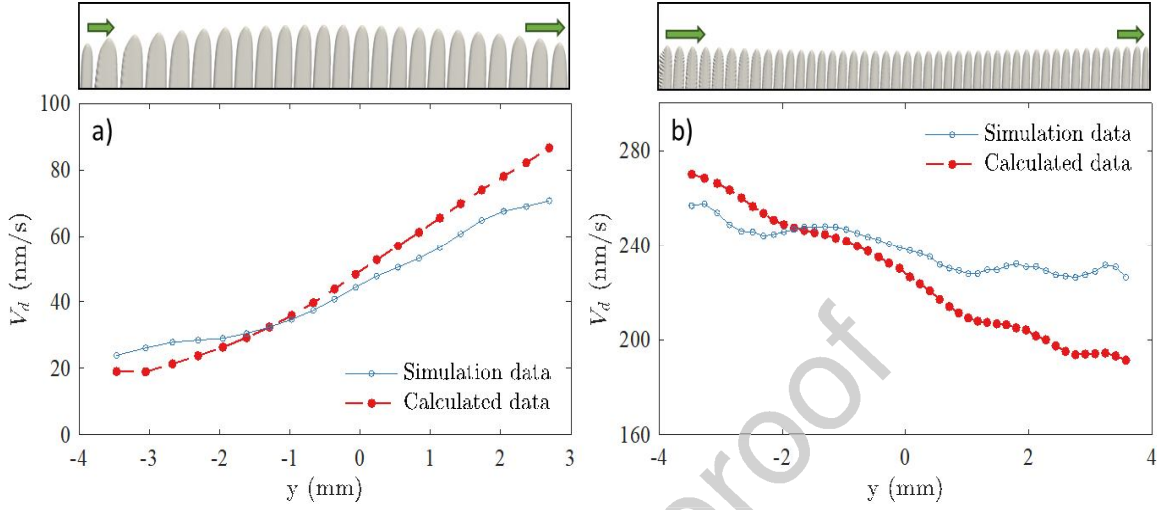 a)
100
80
60
40
20
0
V_d (nm/s)
Simulation data
Calculated data
-4 -3 -2 -1 0 1 2 3
y (mm)
b)
280
240
200
160
V_d (nm/s)
Simulation data
Calculated data
-4 -2 0 2 4
y (mm)
proof